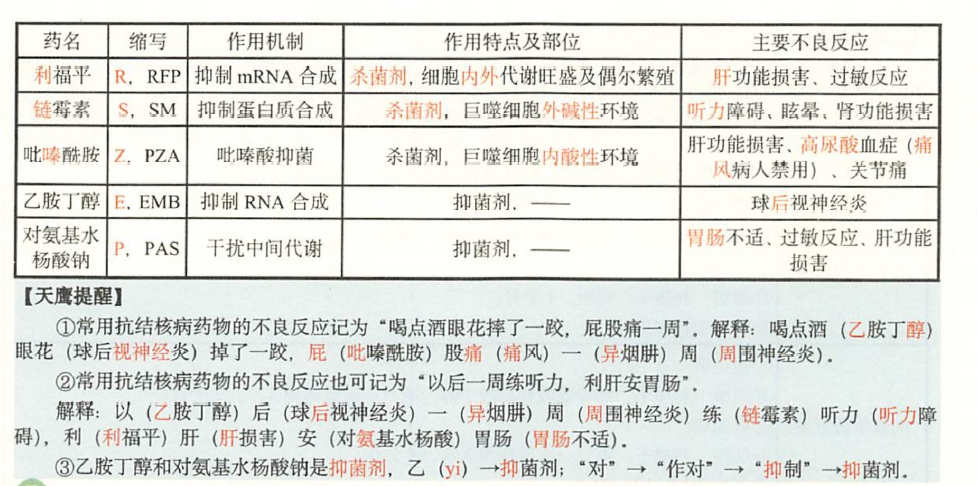 药名 缩写 作用机制 作用特点及部位 主要不良反应
利福平 R，RFP 抑制 mRNA 合成 杀菌剂，细胞内外代谢旺盛及偶尔繁殖 肝功能损害、过敏反应
链霉素 S，SM 抑制蛋白质合成 杀菌剂，巨噬细胞外碱性环境 听力障碍、眩晕、肾功能损害
吡嗪酰胺 Z，PZA 吡嗪酸抑菌 杀菌剂，巨噬细胞内酸性环境 肝功能损害、高尿酸血症（痛
风病人禁用）、关节痛
乙胺丁醇 E，EMB 抑制 RNA 合成 抑菌剂，—— 球后视神经炎
对氨基水
杨酸钠 P，PAS 干扰中间代谢 抑菌剂，—— 胃肠不适、过敏反应、肝功能
损害
【天鹰提醒】
①常用抗结核病药物的不良反应记为“喝点酒眼花摔了一跤，屁股痛一周”。解释：喝点酒（乙胺丁醇）
眼花（球后视神经炎）掉了一跤，屁（吡嗪酰胺）股痛（痛风）一（异烟肼）周（周围神经炎）。
②常用抗结核病药物的不良反应也可记为“以后一周练听力，利肝安胃肠”。
解释：以（乙胺丁醇）后（球后视神经炎）一（异烟肼）周（周围神经炎）练（链霉素）听力（听力障
碍），利（利福平）肝（肝损害）安（对氨基水杨酸）胃肠（胃肠不适）。
③乙胺丁醇和对氨基水杨酸钠是抑菌剂，乙（yi）→抑菌剂；“对”→“作对”→“抑制”→抑菌剂。